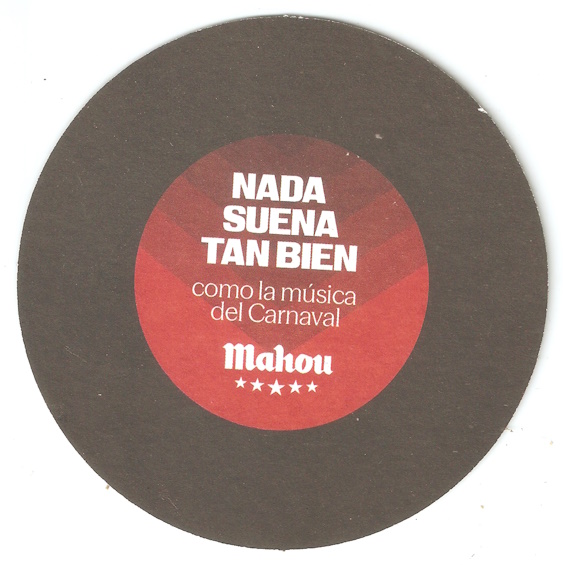 NADA
SUENA
TAN BIEN
como la música
del Carnaval
Mahou